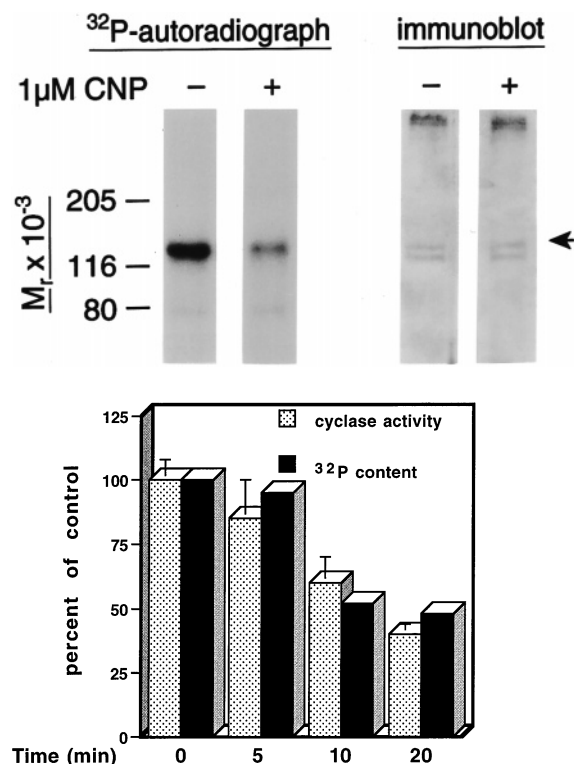 ³²P-autoradiograph immunoblot
1µM CNP − + − +
Mᵣ x 10⁻³
205
116
80
125
100
75
50
25
0
percent of control
cyclase activity
³²P content
Time (min) 0 5 10 20